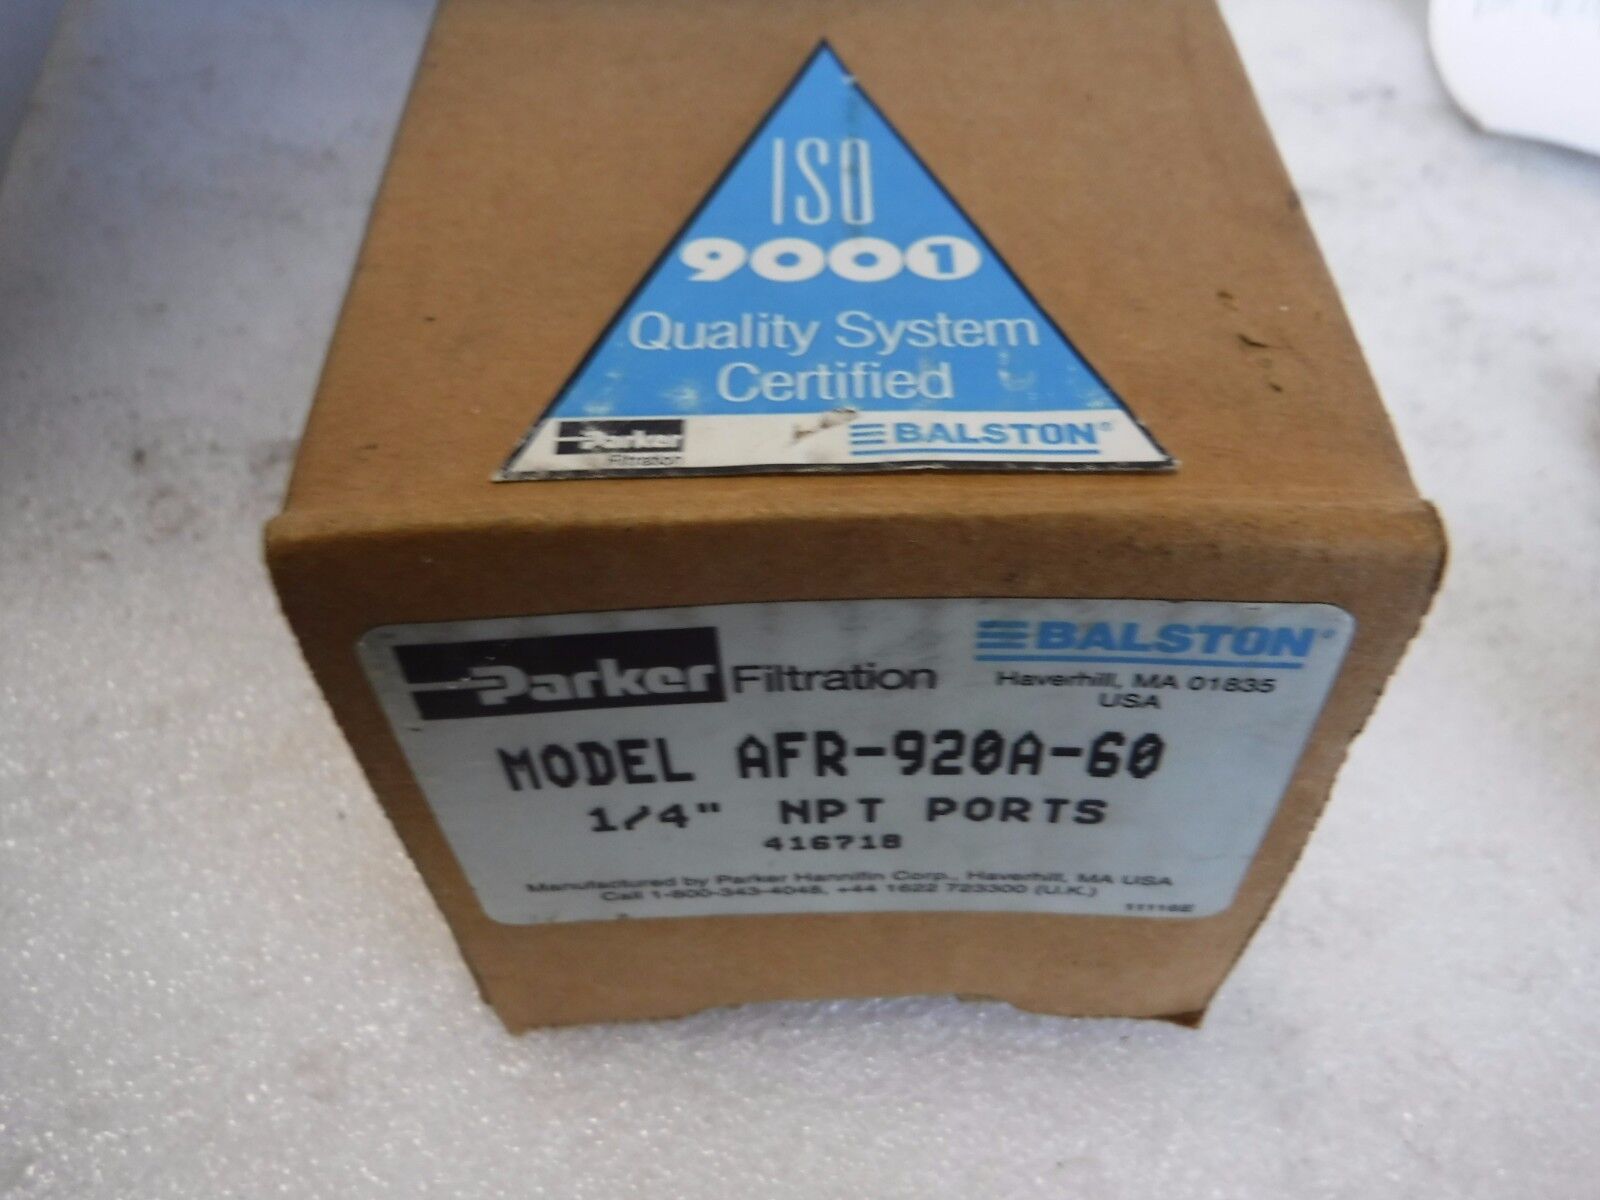 ISO
9001
Quality System
Certified
Parker
Filtration
BALSTON®
Parker Filtration
BALSTON®
Haverhill, MA 01835
USA
MODEL AFR-920A-60
1/4" NPT PORTS
416718
Manufactured by Parker Hannifin Corp., Haverhill, MA USA
Call 1-800-343-4048, +44 1622 723300 (U.K.)